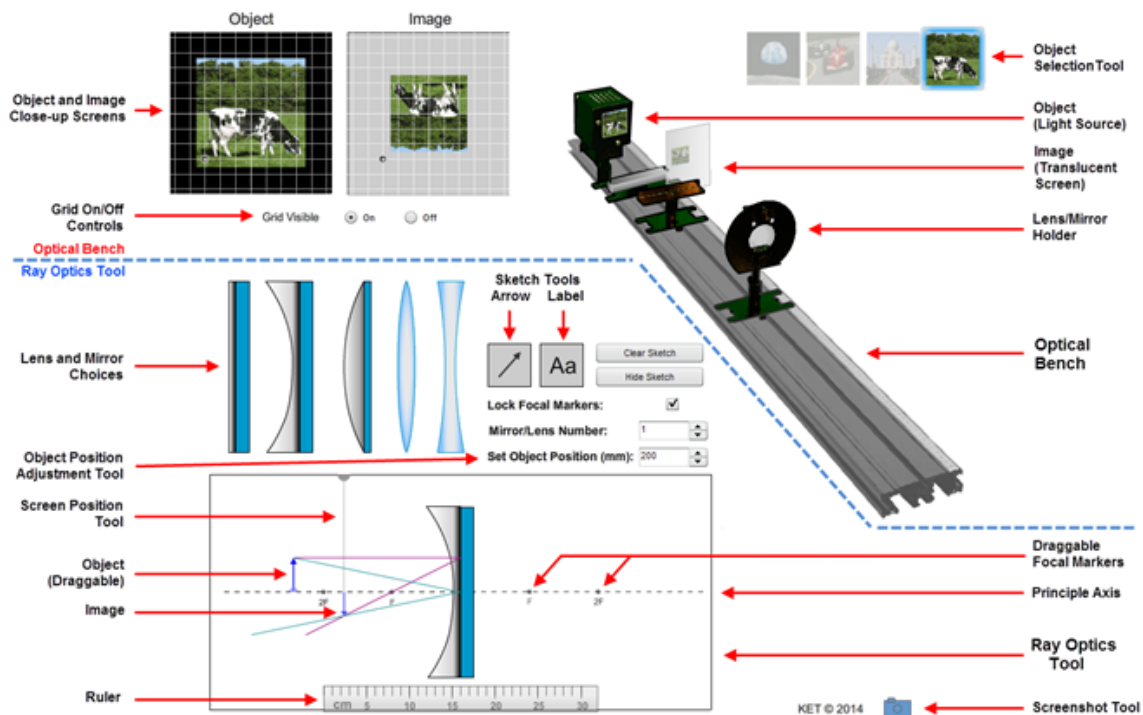 Object
Image
Object and Image
Close-up Screens
Grid On/Off
Controls
Grid Visible
On
Off
Optical Bench
Ray Optics Tool
Object
Selection Tool
Object
(Light Source)
Image
(Translucent
Screen)
Lens/Mirror
Holder
Optical
Bench
Lens and Mirror
Choices
Sketch Tools
Arrow Label
Aa
Clear Sketch
Hide Sketch
Lock Focal Markers:
Mirror/Lens Number:
1
Set Object Position (mm):
200
Object Position
Adjustment Tool
Screen Position
Tool
Object
(Draggable)
Image
2F
F
F
2F
Draggable
Focal Markers
Principle Axis
Ray Optics
Tool
Ruler
cm 5 10 15 20 25 30
KET © 2014
Screenshot Tool